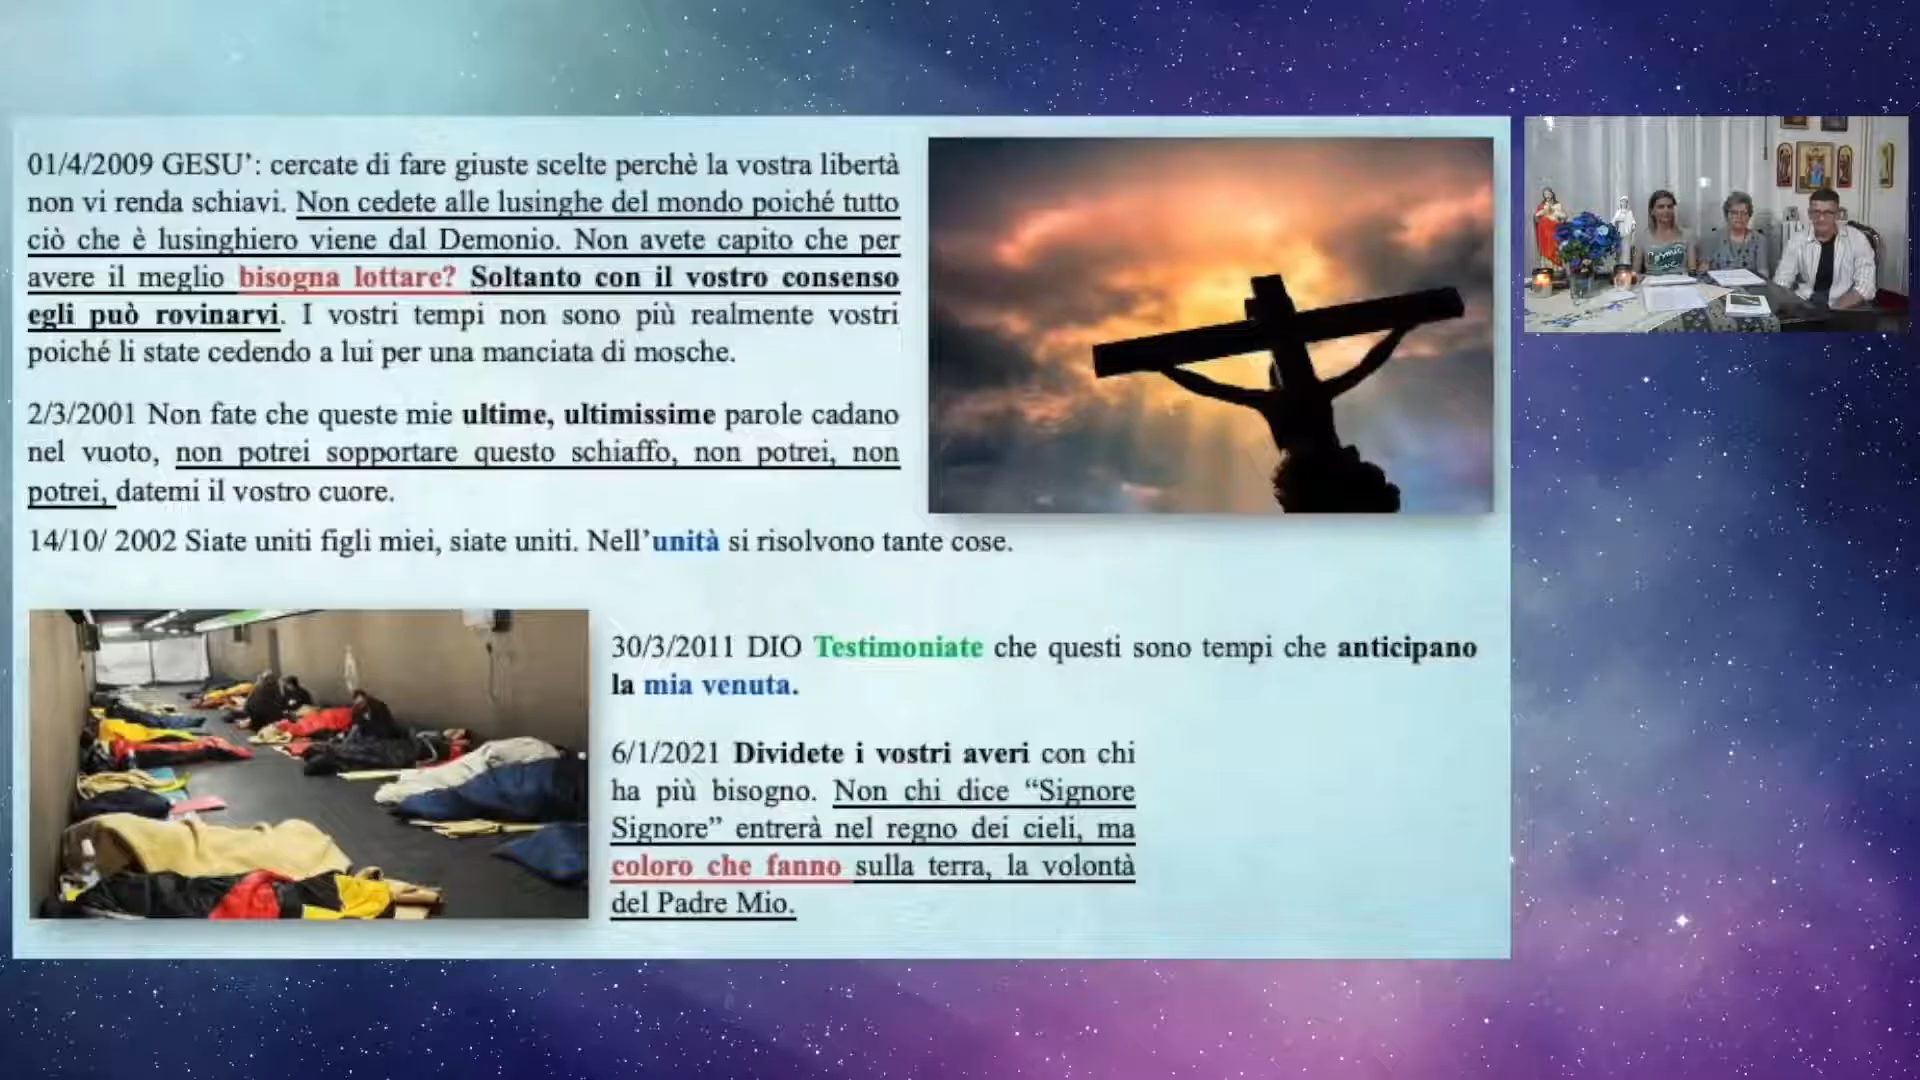 01/4/2009 GESU’: cercate di fare giuste scelte perchè la vostra libertà
non vi renda schiavi. Non cedete alle lusinghe del mondo poiché tutto
ciò che è lusinghiero viene dal Demonio. Non avete capito che per
avere il meglio bisogna lottare? Soltanto con il vostro consenso
egli può rovinarvi. I vostri tempi non sono più realmente vostri
poiché li state cedendo a lui per una manciata di mosche.
2/3/2001 Non fate che queste mie ultime, ultimissime parole cadano
nel vuoto, non potrei sopportare questo schiaffo, non potrei, non
potrei, datemi il vostro cuore.
14/10/ 2002 Siate uniti figli miei, siate uniti. Nell’unità si risolvono tante cose.
30/3/2011 DIO Testimoniate che questi sono tempi che anticipano
la mia venuta.
6/1/2021 Dividete i vostri averi con chi
ha più bisogno. Non chi dice “Signore
Signore” entrerà nel regno dei cieli, ma
coloro che fanno sulla terra, la volontà
del Padre Mio.